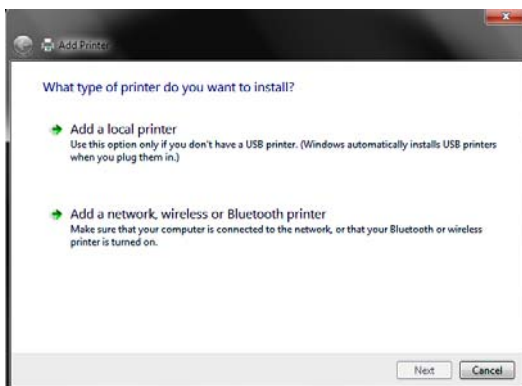 Add Printer
What type of printer do you want to install?
Add a local printer
Use this option only if you don't have a USB printer. (Windows automatically installs USB printers
when you plug them in.)
Add a network, wireless or Bluetooth printer
Make sure that your computer is connected to the network, or that your Bluetooth or wireless
printer is turned on.
Next
Cancel